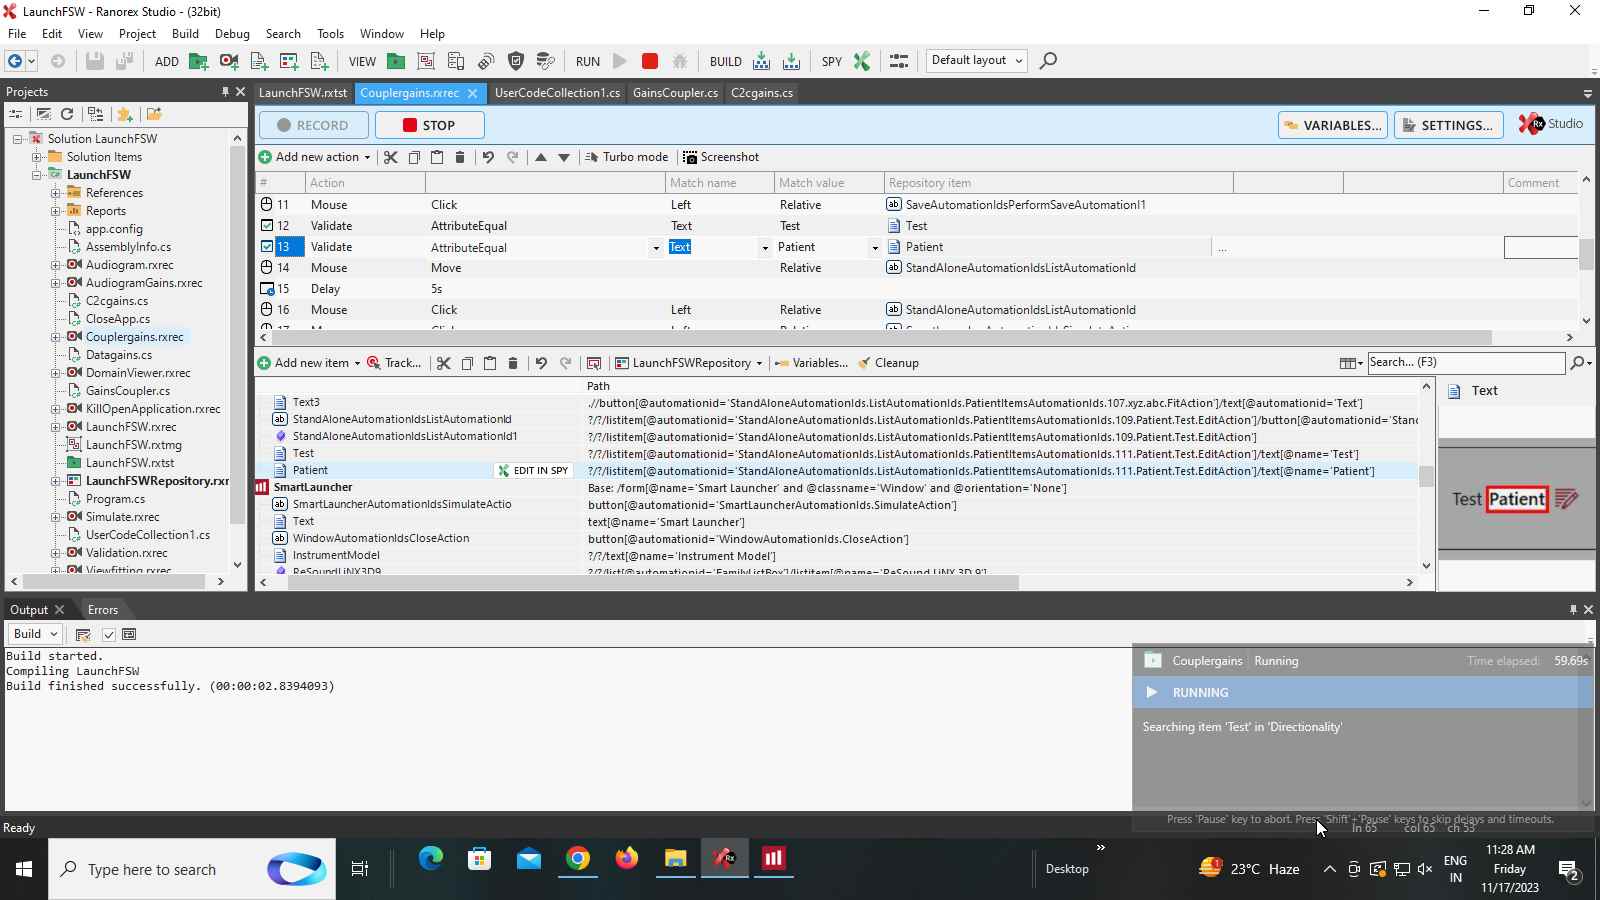 LaunchFSW - Ranorex Studio - (32bit)
File Edit View Project Build Debug Search Tools Window Help
ADD VIEW RUN BUILD SPY Default layout
Projects
LaunchFSW.rxtst Couplergains.rxrec UserCodeCollection1.cs GainsCoupler.cs C2cgains.cs
RECORD STOP VARIABLES... SETTINGS... Rx Studio
Solution LaunchFSW
Solution Items
LaunchFSW
References
Reports
app.config
AssemblyInfo.cs
Audiogram.rxrec
AudiogramGains.rxrec
C2cgains.cs
CloseApp.cs
Couplergains.rxrec
Datagains.cs
DomainViewer.rxrec
GainsCoupler.cs
KillOpenApplication.rxrec
LaunchFSW.rxrec
LaunchFSW.rxtmg
LaunchFSW.rxtst
LaunchFSWRepository.rxr
Program.cs
Simulate.rxrec
UserCodeCollection1.cs
Validation.rxrec
Viewfitting.rxrec
Add new action Turbo mode Screenshot
# Action Match name Match value Repository item Comment
11 Mouse Click Left Relative SaveAutomationIdsPerformSaveAutomationI1
12 Validate AttributeEqual Text Test Test
13 Validate AttributeEqual Text Patient Patient ...
14 Mouse Move Relative StandAloneAutomationIdsListAutomationId
15 Delay 5s
16 Mouse Click Left Relative StandAloneAutomationIdsListAutomationId
Add new item Track... LaunchFSWRepository Variables... Cleanup Search... (F3)
Path
Text3 .//button[@automationid='StandAloneAutomationIds.ListAutomationIds.PatientItemsAutomationIds.107.xyz.abc.FitAction']/text[@automationid='Text']
StandAloneAutomationIdsListAutomationId ?/?/listitem[@automationid='StandAloneAutomationIds.ListAutomationIds.PatientItemsAutomationIds.109.Patient.Test.EditAction']/button[@automationid='Stanc
StandAloneAutomationIdsListAutomationId1 ?/?/listitem[@automationid='StandAloneAutomationIds.ListAutomationIds.PatientItemsAutomationIds.109.Patient.Test.EditAction']
Test ?/?/listitem[@automationid='StandAloneAutomationIds.ListAutomationIds.PatientItemsAutomationIds.111.Patient.Test.EditAction']/text[@name='Test']
Patient EDIT IN SPY ?/?/listitem[@automationid='StandAloneAutomationIds.ListAutomationIds.PatientItemsAutomationIds.111.Patient.Test.EditAction']/text[@name='Patient']
SmartLauncher Base: /form[@name='Smart Launcher' and @classname='Window' and @orientation='None']
SmartLauncherAutomationIdsSimulateActio button[@automationid='SmartLauncherAutomationIds.SimulateAction']
Text text[@name='Smart Launcher']
WindowAutomationIdsCloseAction button[@automationid='WindowAutomationIds.CloseAction']
InstrumentModel ?/?/text[@name='Instrument Model']
ReSoundLiNX3D9 ?/?/list[@automationid='FamilyListBox']/listitem[@name='ReSound LiNX 3D 9']
Text
Test Patient
Output Errors
Build
Build started.
Compiling LaunchFSW
Build finished successfully. (00:00:02.8394093)
Couplergains Running Time elapsed: 59.69s
RUNNING
Searching item 'Test' in 'Directionality'
Press 'Pause' key to abort. Press 'Shift'+'Pause' keys to skip delays and timeouts.
Ready ln 65 col 65 ch 53
Type here to search
Rx
Desktop
1
23°C Haze
ENG
IN
11:28 AM
Friday
11/17/2023
2